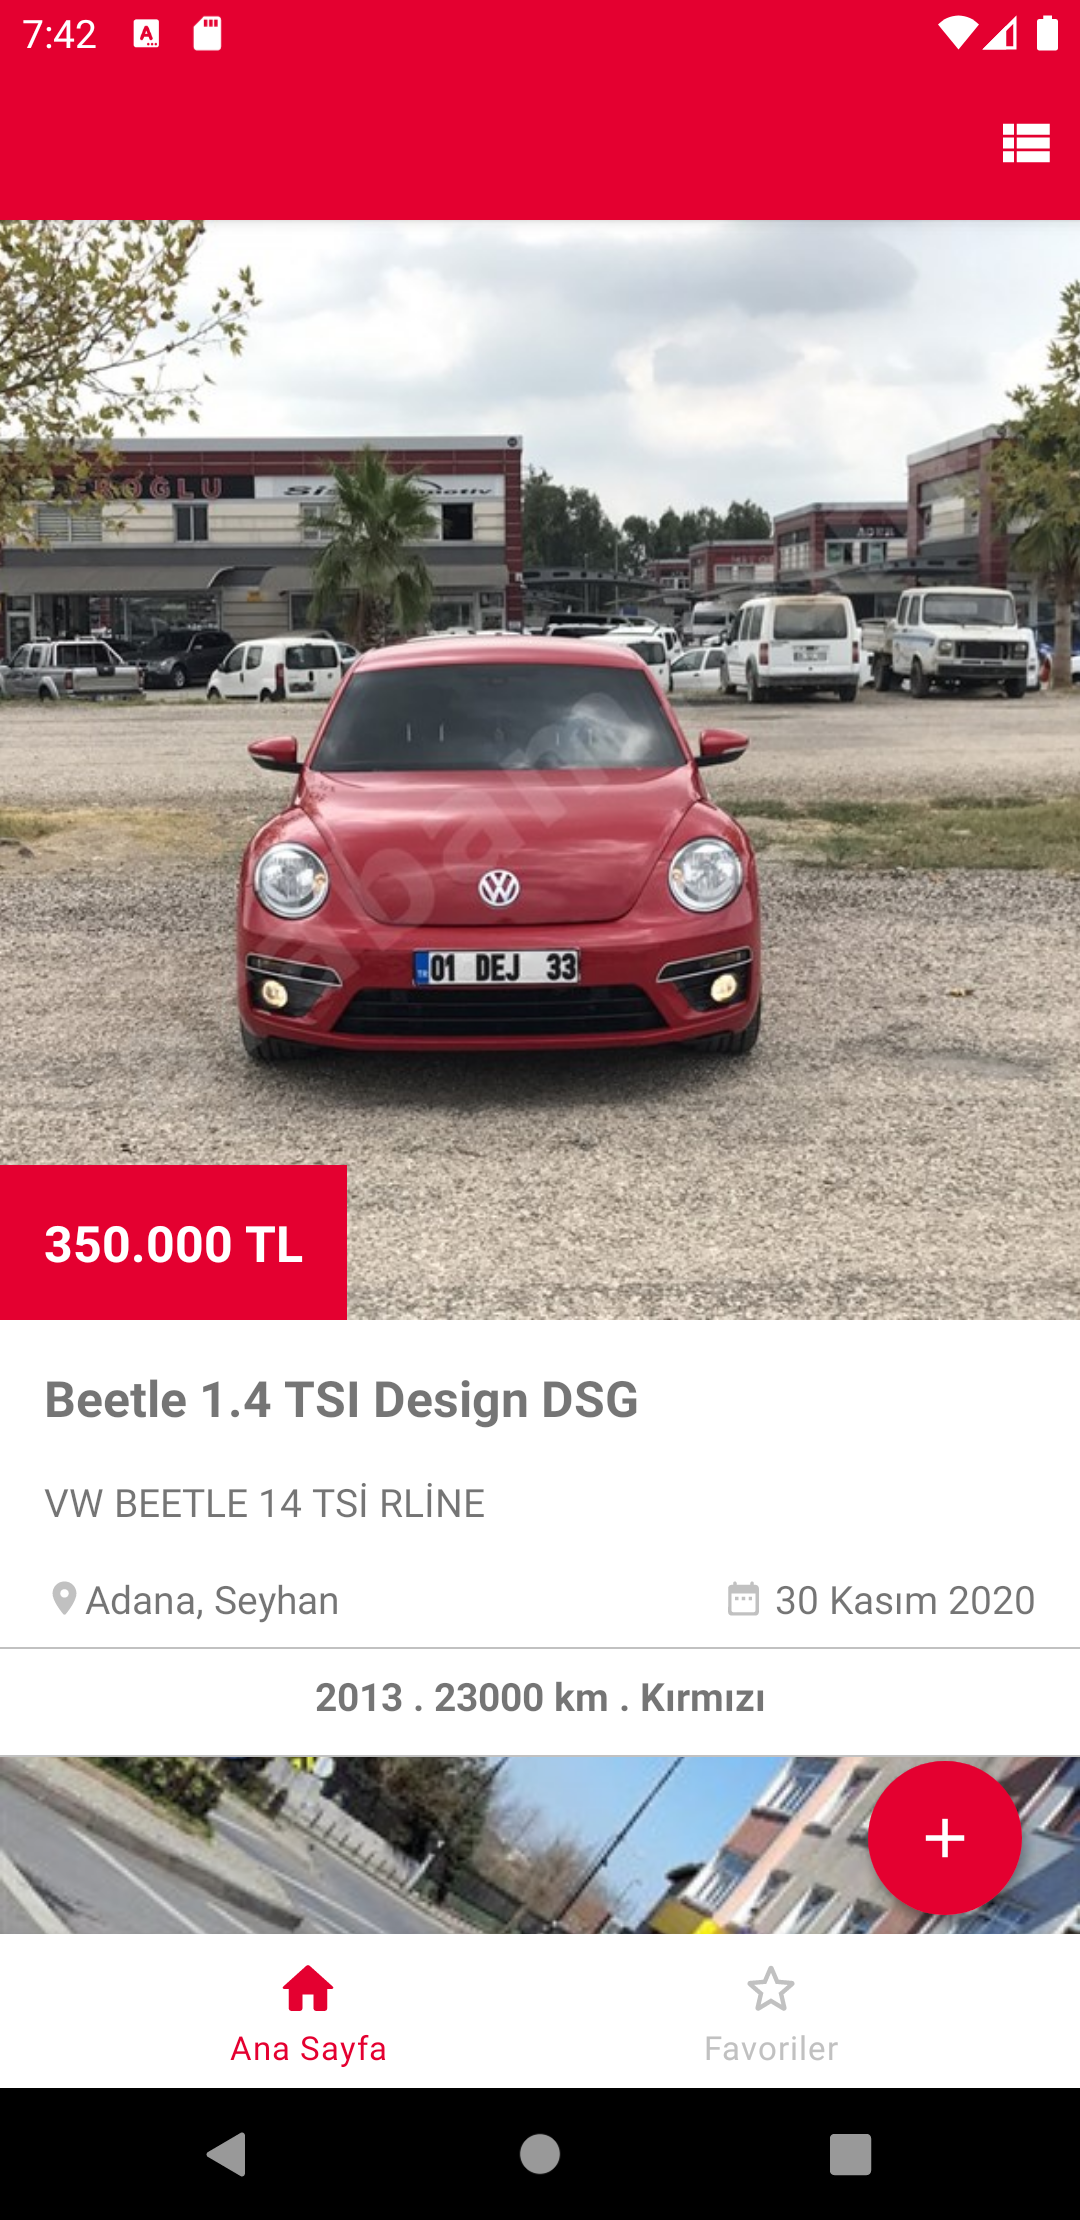 7:42
EROĞLU
350.000 TL
01 DEJ 33
Beetle 1.4 TSI Design DSG
VW BEETLE 14 TSİ RLİNE
Adana, Seyhan
30 Kasım 2020
2013 . 23000 km . Kırmızı
Ana Sayfa
Favoriler